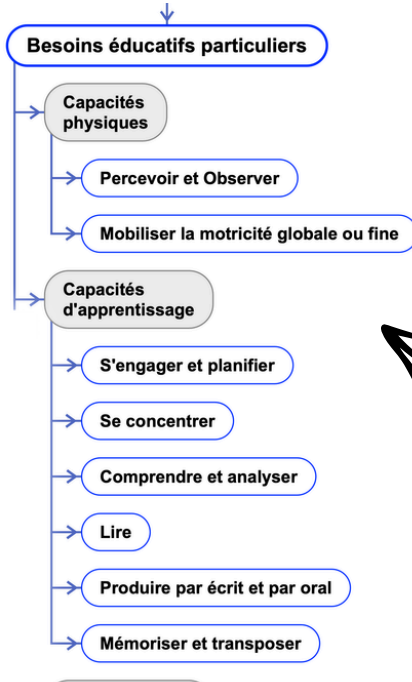 Besoins éducatifs particuliers
Capacités
physiques
Percevoir et Observer
Mobiliser la motricité globale ou fine
Capacités
d'apprentissage
S'engager et planifier
Se concentrer
Comprendre et analyser
Lire
Produire par écrit et par oral
Mémoriser et transposer